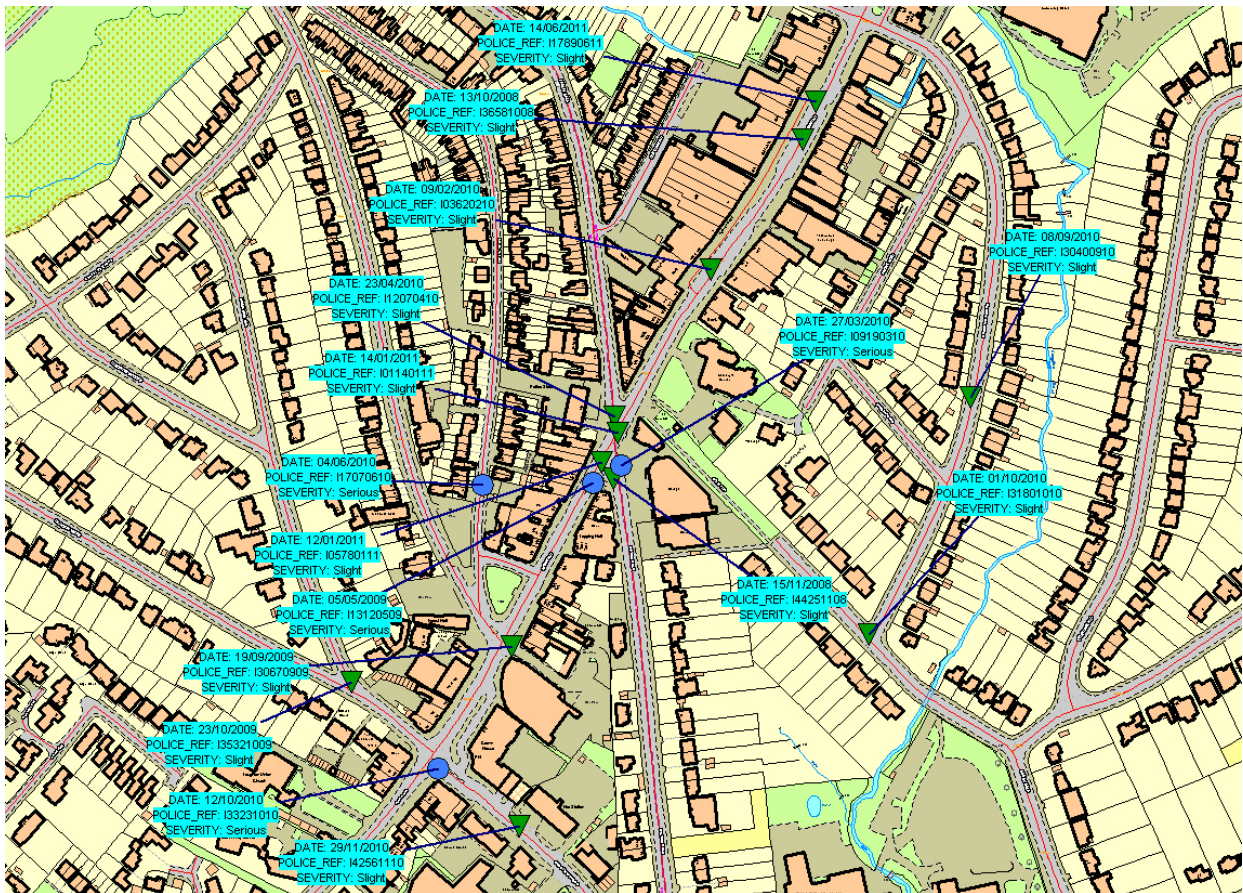 DATE: 14/06/2011
POLICE_REF: I17890611
SEVERITY: Slight
DATE: 13/10/2008
POLICE_REF: I36581008
SEVERITY: Slight
DATE: 09/02/2010
POLICE_REF: I03620210
SEVERITY: Slight
DATE: 08/09/2010
POLICE_REF: I30400910
SEVERITY: Slight
DATE: 23/04/2010
POLICE_REF: I12070410
SEVERITY: Slight
DATE: 27/03/2010
POLICE_REF: I09190310
SEVERITY: Serious
DATE: 14/01/2011
POLICE_REF: I01140111
SEVERITY: Slight
DATE: 04/06/2010
POLICE_REF: I17070610
SEVERITY: Serious
DATE: 01/10/2010
POLICE_REF: I31801010
SEVERITY: Slight
DATE: 12/01/2011
POLICE_REF: I05780111
SEVERITY: Slight
DATE: 15/11/2008
POLICE_REF: I44251108
SEVERITY: Slight
DATE: 05/05/2009
POLICE_REF: I13120509
SEVERITY: Serious
DATE: 19/09/2009
POLICE_REF: I30670909
SEVERITY: Slight
DATE: 23/10/2009
POLICE_REF: I35321009
SEVERITY: Slight
DATE: 12/10/2010
POLICE_REF: I33231010
SEVERITY: Serious
DATE: 29/11/2010
POLICE_REF: I42561110
SEVERITY: Slight